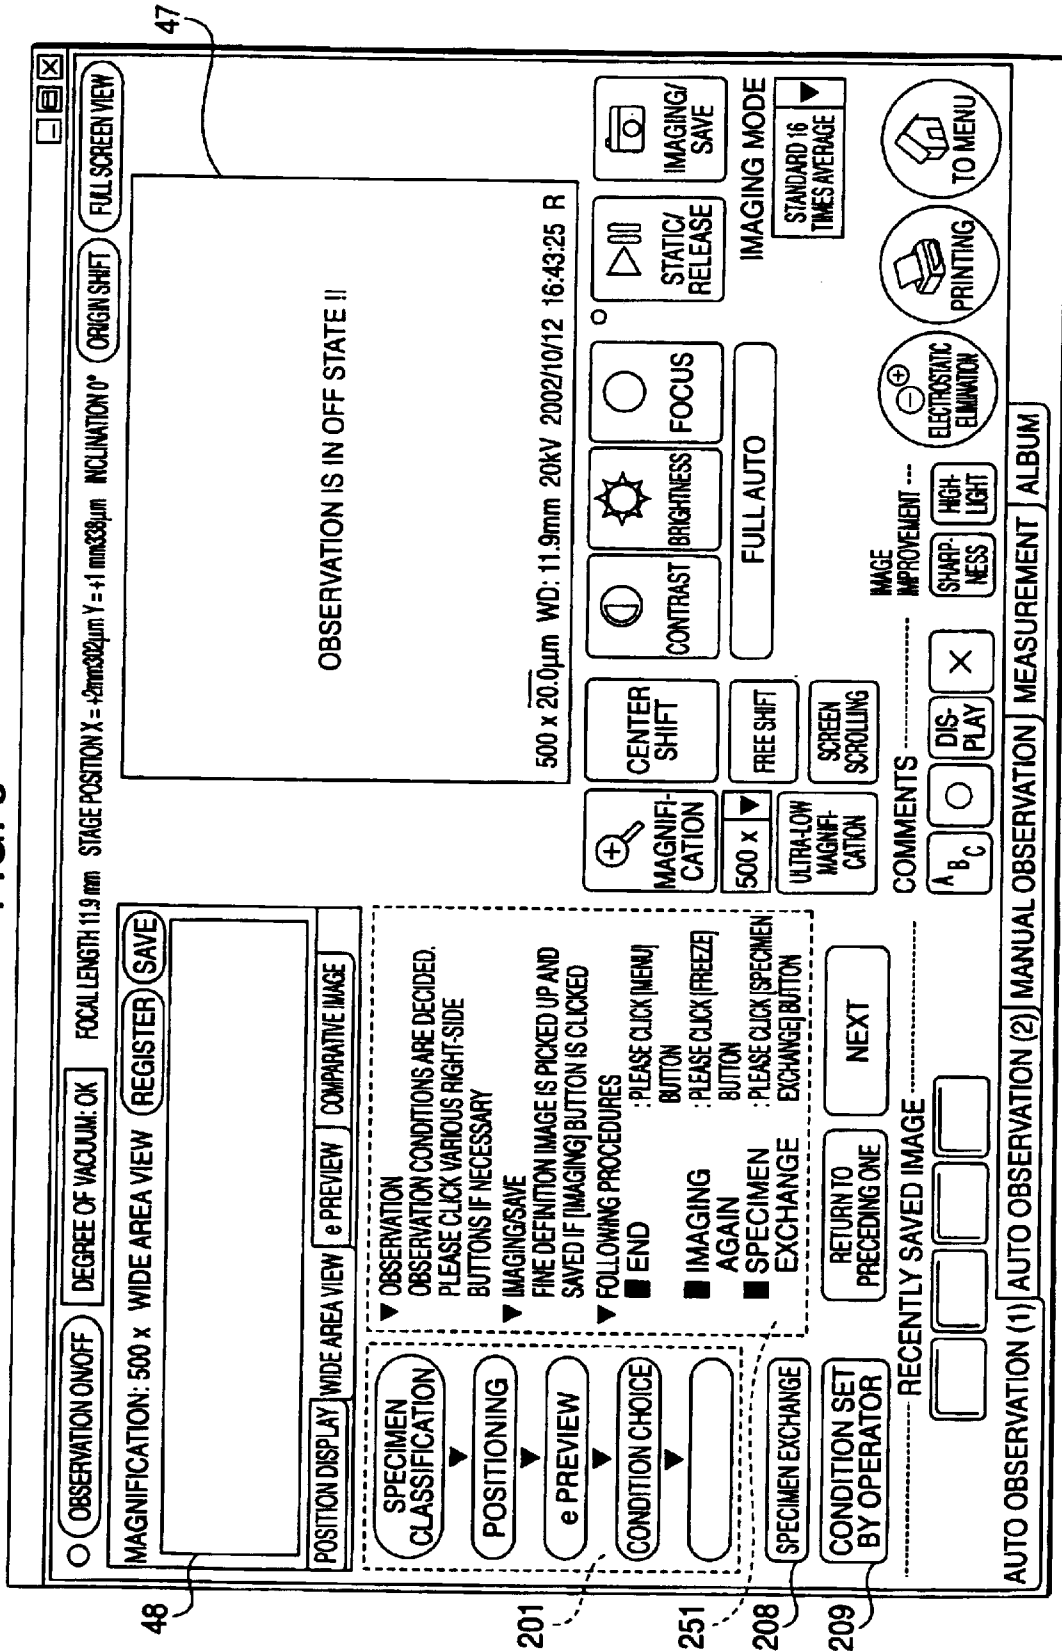 OBSERVATION ON/OFF
DEGREE OF VACUUM: OK
FOCAL LENGTH 11.9 mm STAGE POSITION X = +2mm302μm Y = +1 mm338μm INCLINATION 0°
ORIGIN SHIFT
FULL SCREEN VIEW
47
MAGNIFICATION: 500 x WIDE AREA VIEW
REGISTER
SAVE
48
POSITION DISPLAY
WIDE AREA VIEW
e PREVIEW
COMPARATIVE IMAGE
OBSERVATION IS IN OFF STATE !!
500 x 20.0μm WD: 11.9mm 20kV 2002/10/12 16:43:25 R
201
SPECIMEN
CLASSIFICATION
▼
POSITIONING
▼
e PREVIEW
▼
CONDITION CHOICE
▼
251
▼ OBSERVATION
OBSERVATION CONDITIONS ARE DECIDED.
PLEASE CLICK VARIOUS RIGHT-SIDE
BUTTONS IF NECESSARY
▼ IMAGING/SAVE
FINE DEFINITION IMAGE IS PICKED UP AND
SAVED IF [IMAGING] BUTTON IS CLICKED
▼ FOLLOWING PROCEDURES
■ END : PLEASE CLICK [MENU]
BUTTON
■ IMAGING : PLEASE CLICK [FREEZE]
AGAIN BUTTON
■ SPECIMEN : PLEASE CLICK [SPECIMEN
EXCHANGE EXCHANGE] BUTTON
MAGNIFI-
CATION
500 x ▼
ULTRA-LOW
MAGNIFI-
CATION
CENTER
SHIFT
FREE SHIFT
SCREEN
SCROLLING
CONTRAST
BRIGHTNESS
FOCUS
FULL AUTO
STATIC/
RELEASE
IMAGING/
SAVE
IMAGING MODE
STANDARD 16
TIMES AVERAGE ▼
208
SPECIMEN EXCHANGE
209
CONDITION SET
BY OPERATOR
RETURN TO
PRECEDING ONE
NEXT
RECENTLY SAVED IMAGE
COMMENTS
A B C
DIS-
PLAY
IMAGE
IMPROVEMENT
SHARP-
NESS
HIGH-
LIGHT
ELECTROSTATIC
ELIMINATION
PRINTING
TO MENU
AUTO OBSERVATION (1)
AUTO OBSERVATION (2)
MANUAL OBSERVATION
MEASUREMENT
ALBUM